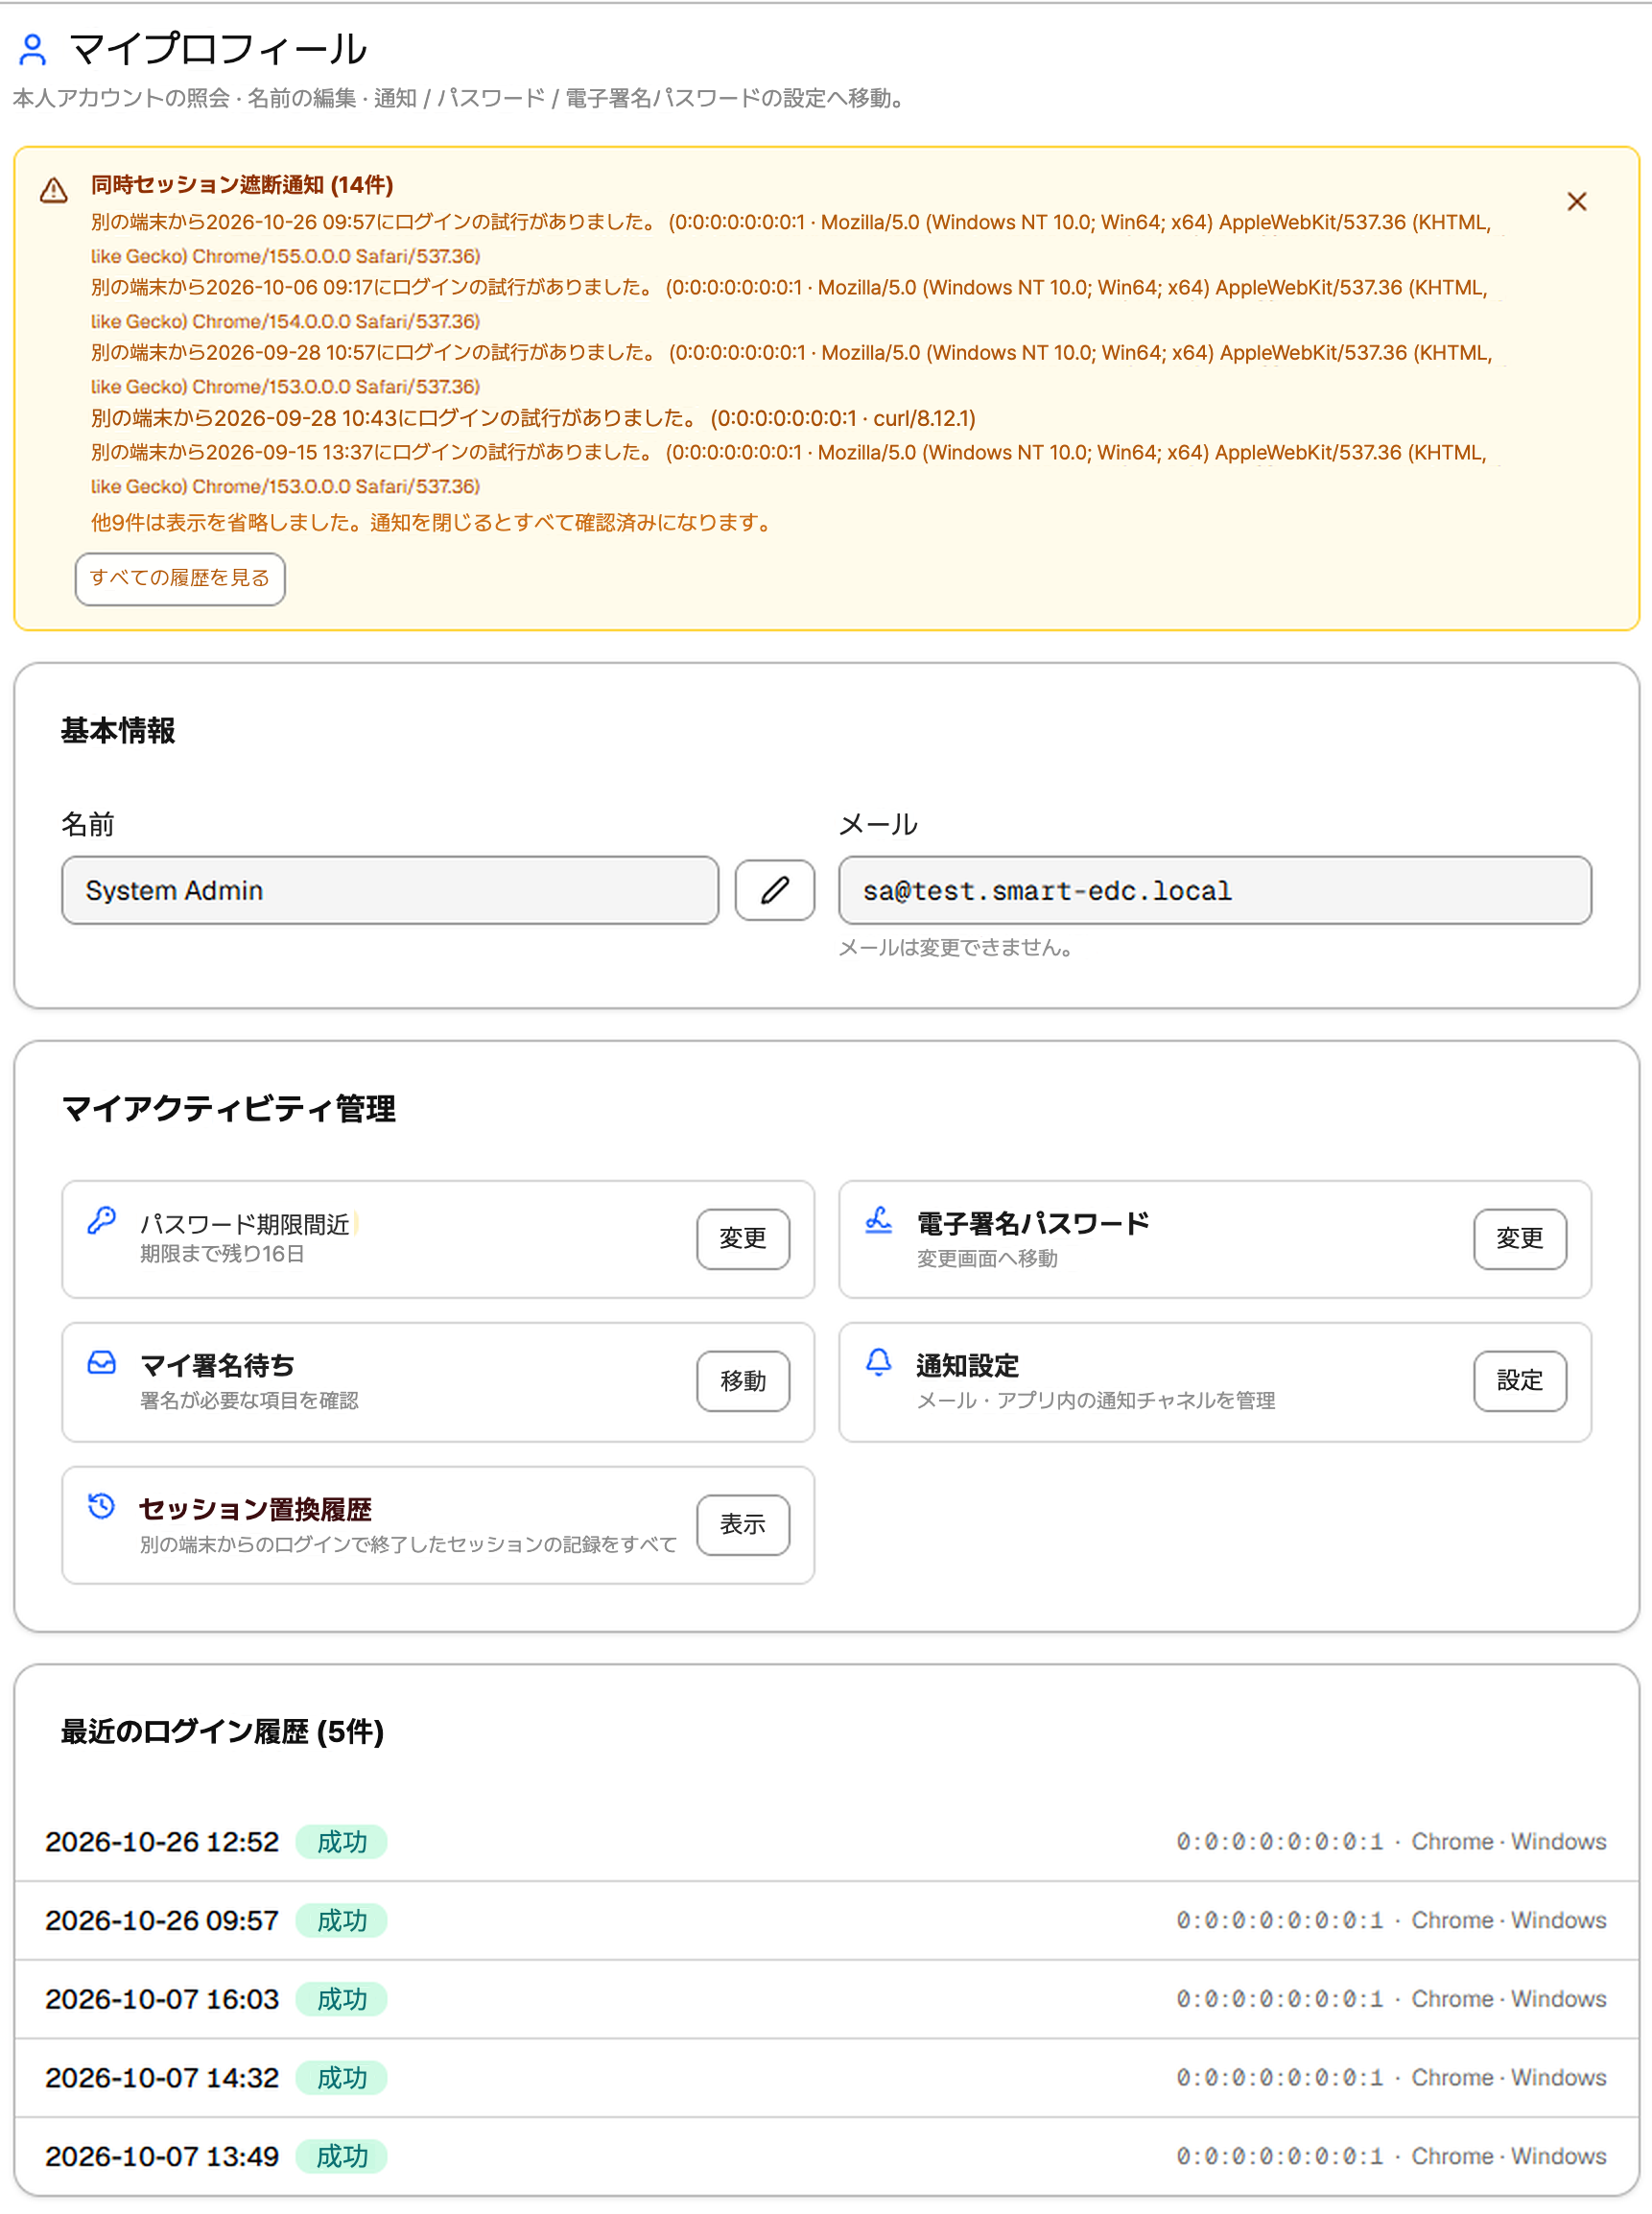 マイプロフィール
本人アカウントの照会 · 名前の編集 · 通知 / パスワード / 電子署名パスワードの設定へ移動。
同時セッション遮断通知 (14件)
別の端末から2026-10-26 09:57にログインの試行がありました。 (0:0:0:0:0:0:0:1 · Mozilla/5.0 (Windows NT 10.0; Win64; x64) AppleWebKit/537.36 (KHTML,
like Gecko) Chrome/155.0.0.0 Safari/537.36)
別の端末から2026-10-06 09:17にログインの試行がありました。 (0:0:0:0:0:0:0:1 · Mozilla/5.0 (Windows NT 10.0; Win64; x64) AppleWebKit/537.36 (KHTML,
like Gecko) Chrome/154.0.0.0 Safari/537.36)
別の端末から2026-09-28 10:57にログインの試行がありました。 (0:0:0:0:0:0:0:1 · Mozilla/5.0 (Windows NT 10.0; Win64; x64) AppleWebKit/537.36 (KHTML,
like Gecko) Chrome/153.0.0.0 Safari/537.36)
別の端末から2026-09-28 10:43にログインの試行がありました。 (0:0:0:0:0:0:0:1 · curl/8.12.1)
別の端末から2026-09-15 13:37にログインの試行がありました。 (0:0:0:0:0:0:0:1 · Mozilla/5.0 (Windows NT 10.0; Win64; x64) AppleWebKit/537.36 (KHTML,
like Gecko) Chrome/153.0.0.0 Safari/537.36)
他9件は表示を省略しました。通知を閉じるとすべて確認済みになります。
すべての履歴を見る
基本情報
名前
System Admin
メール
sa@test.smart-edc.local
メールは変更できません。
マイアクティビティ管理
パスワード期限間近
期限まで残り16日
変更
電子署名パスワード
変更画面へ移動
変更
マイ署名待ち
署名が必要な項目を確認
移動
通知設定
メール・アプリ内の通知チャネルを管理
設定
セッション置換履歴
別の端末からのログインで終了したセッションの記録をすべて
表示
最近のログイン履歴 (5件)
2026-10-26 12:52 成功 0:0:0:0:0:0:0:1 · Chrome · Windows
2026-10-26 09:57 成功 0:0:0:0:0:0:0:1 · Chrome · Windows
2026-10-07 16:03 成功 0:0:0:0:0:0:0:1 · Chrome · Windows
2026-10-07 14:32 成功 0:0:0:0:0:0:0:1 · Chrome · Windows
2026-10-07 13:49 成功 0:0:0:0:0:0:0:1 · Chrome · Windows